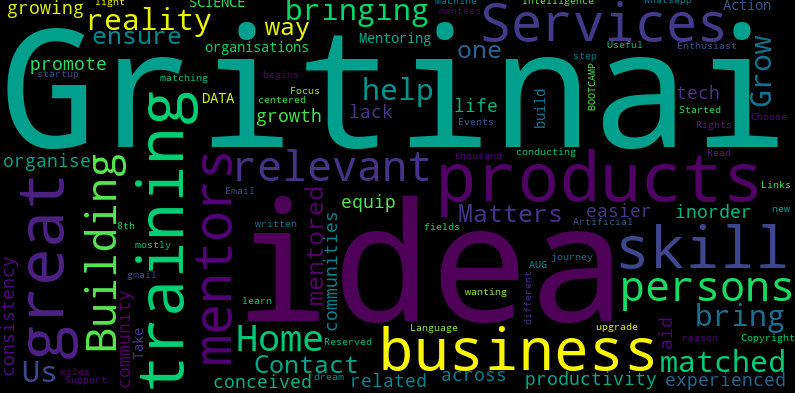 growing
light
SCIENCE
bringing
Intelligence
whatsapp
machine
mentees
Action
reality
way
Services
ensure
organisations
Mentoring
one
Useful
Enthusiast
Gritinai
promote
startup
matching
begins
step
tech
Grow
DATA
Focus
centered
help
life
build
BOOTCAMP
Started
Choose
growth
lack
Events
Rights
organise
training
relevant
thousand
conducting
Read
products
Links
great
Building
mentors
Email
mentored
equip
Matters
easier
inorder
new
8th
written
communities
idea
fields
Artificial
skill
mostly
journey
AUG
gmail
wanting
different
persons
consistency
community
Take
learn
Language
upgrade
bring
Home
Reserved
business
aid
reason
Copyright
Us
miles
Support
Contact
matched
conceived
dream
related
across
productivity
experienced